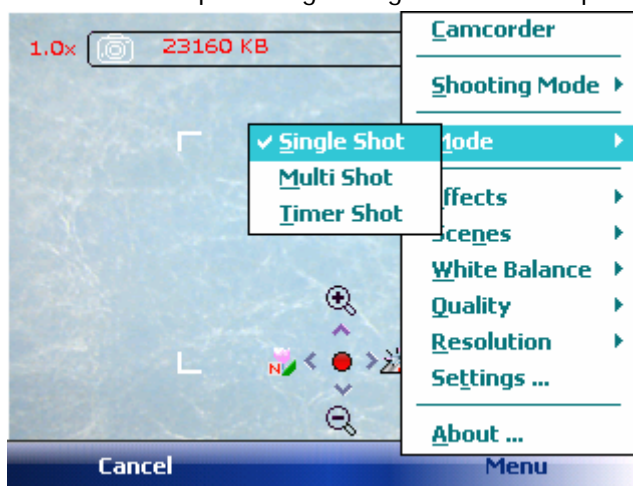 1.0x 23160 KB
Camcorder
Shooting Mode
Mode
Single Shot
Multi Shot
Timer Shot
Effects
Scenes
White Balance
Quality
Resolution
Settings ...
About ...
N
Cancel Menu